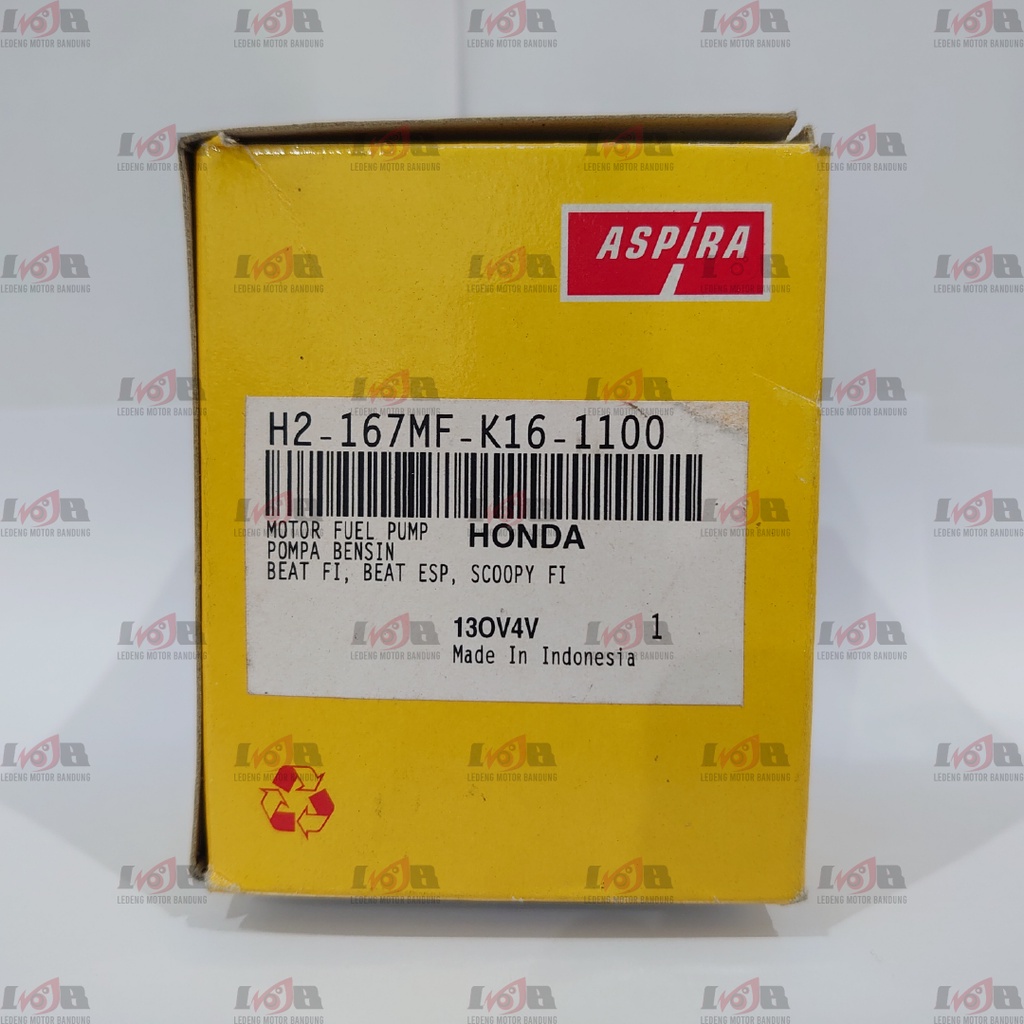 ASPIRA
H2-167MF-K16-1100
MOTOR FUEL PUMP HONDA
POMPA BENSIN
BEAT FI, BEAT ESP, SCOOPY FI
130V4V 1
Made In Indonesia
LEDENG MOTOR BANDUNG